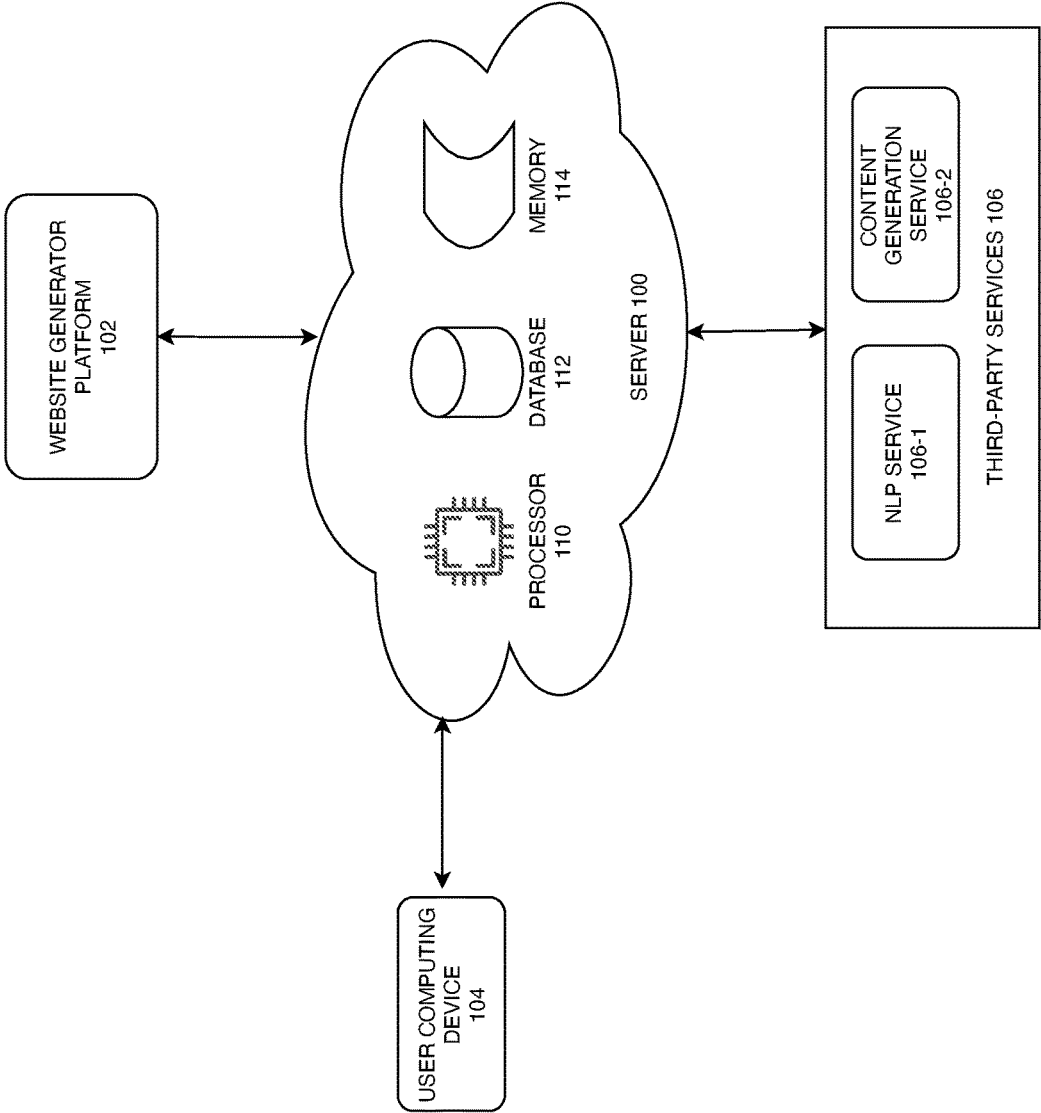 WEBSITE GENERATOR
PLATFORM
102
USER COMPUTING
DEVICE
104
PROCESSOR
110
DATABASE
112
MEMORY
114
SERVER 100
NLP SERVICE
106-1
CONTENT
GENERATION
SERVICE
106-2
THIRD-PARTY SERVICES 106